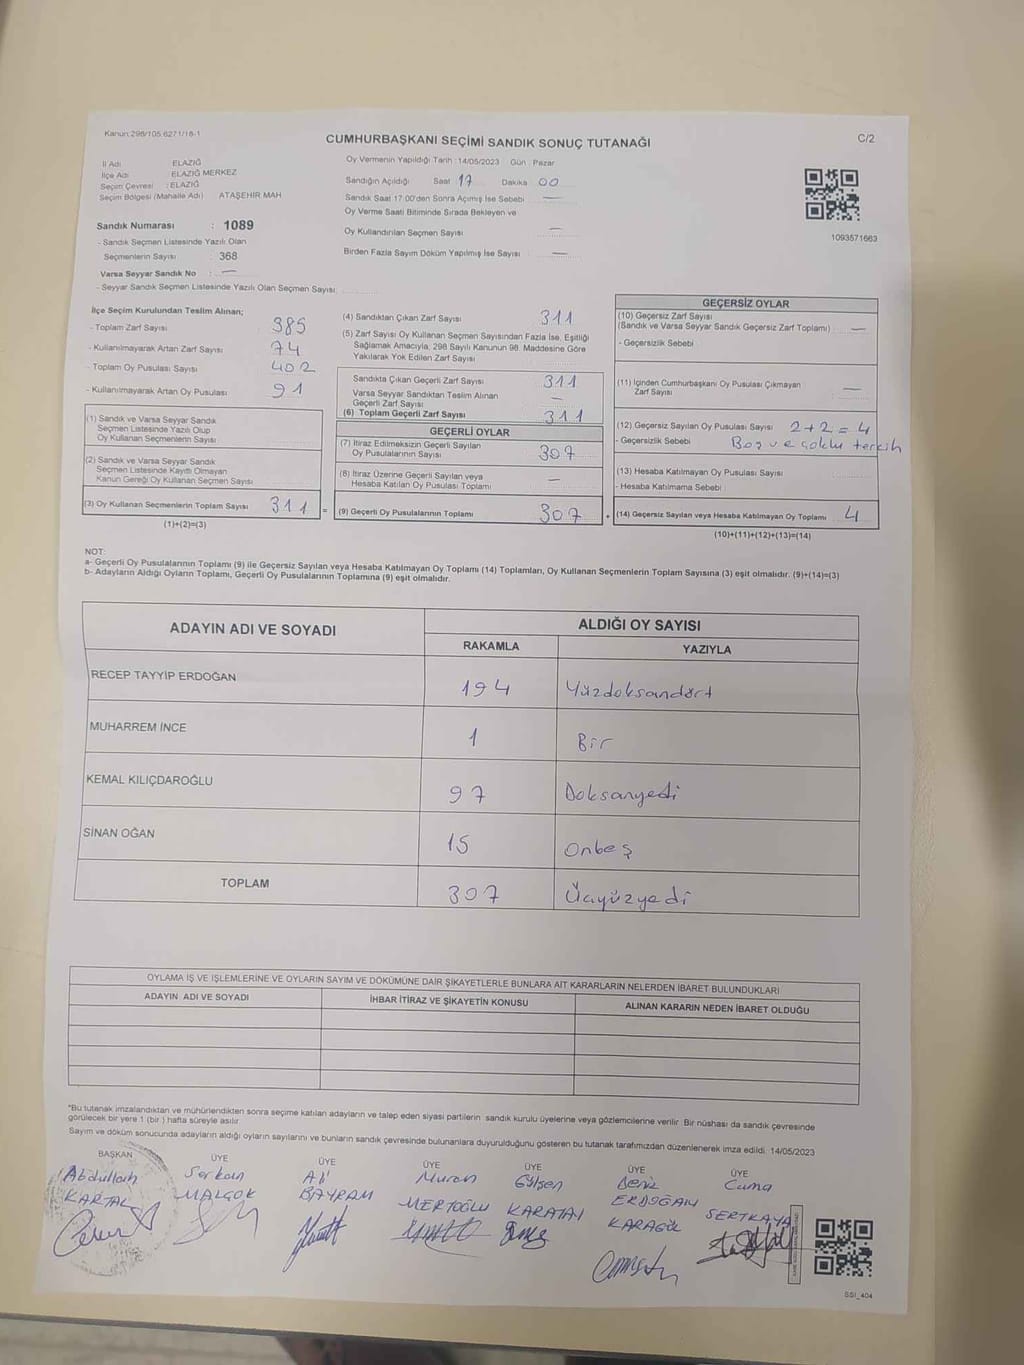 Kanun:298/105.6271/16-1
CUMHURBAŞKANI SEÇİMİ SANDIK SONUÇ TUTANAĞI
C/2
İl Adı : ELAZIĞ
İlçe Adı : ELAZIĞ MERKEZ
Seçim Çevresi : ELAZIĞ
Seçim Bölgesi (Mahalle Adı) ATAŞEHİR MAH
Oy Vermenin Yapıldığı Tarih : 14/05/2023 Gün : Pazar
Sandığın Açıldığı Saat 17 Dakika 00
Sandık Saat 17:00'den Sonra Açılmış İse Sebebi —
Oy Verme Saati Bitiminde Sırada Bekleyen ve
Oy Kullandırılan Seçmen Sayısı —
Birden Fazla Sayım Döküm Yapılmış İse Sayısı —
1093571663
Sandık Numarası : 1089
- Sandık Seçmen Listesinde Yazılı Olan
Seçmenlerin Sayısı : 368
Varsa Seyyar Sandık No : —
- Seyyar Sandık Seçmen Listesinde Yazılı Olan Seçmen Sayısı:
İlçe Seçim Kurulundan Teslim Alınan;
- Toplam Zarf Sayısı 385
- Kullanılmayarak Artan Zarf Sayısı 74
- Toplam Oy Pusulası Sayısı 402
- Kullanılmayarak Artan Oy Pusulası 91
(1) Sandık ve Varsa Seyyar Sandık
Seçmen Listesinde Yazılı Olup
Oy Kullanan Seçmenlerin Sayısı
(2) Sandık ve Varsa Seyyar Sandık
Seçmen Listesinde Kayıtlı Olmayan
Kanun Gereği Oy Kullanan Seçmen Sayısı
(3) Oy Kullanan Seçmenlerin Toplam Sayısı 311 =
(1)+(2)=(3)
(4) Sandıktan Çıkan Zarf Sayısı 311
(5) Zarf Sayısı Oy Kullanan Seçmen Sayısından Fazla İse, Eşitliği
Sağlamak Amacıyla, 298 Sayılı Kanunun 98. Maddesine Göre
Yakılarak Yok Edilen Zarf Sayısı
Sandıkta Çıkan Geçerli Zarf Sayısı 311
Varsa Seyyar Sandıktan Teslim Alınan
Geçerli Zarf Sayısı —
(6) Toplam Geçerli Zarf Sayısı 311
GEÇERLİ OYLAR
(7) İtiraz Edilmeksizin Geçerli Sayılan
Oy Pusulalarının Sayısı 307
(8) İtiraz Üzerine Geçerli Sayılan veya
Hesaba Katılan Oy Pusulası Toplamı —
(9) Geçerli Oy Pusulalarının Toplamı 307 +
GEÇERSİZ OYLAR
(10) Geçersiz Zarf Sayısı
(Sandık ve Varsa Seyyar Sandık Geçersiz Zarf Toplamı) —
- Geçersizlik Sebebi :
(11) İçinden Cumhurbaşkanı Oy Pusulası Çıkmayan
Zarf Sayısı : —
(12) Geçersiz Sayılan Oy Pusulası Sayısı 2+2=4
- Geçersizlik Sebebi : Boş ve çoklu tercih
(13) Hesaba Katılmayan Oy Pusulası Sayısı
- Hesaba Katılmama Sebebi :
(14) Geçersiz Sayılan veya Hesaba Katılmayan Oy Toplamı 4
(10)+(11)+(12)+(13)=(14)
NOT:
a- Geçerli Oy Pusulalarının Toplamı (9) ile Geçersiz Sayılan veya Hesaba Katılmayan Oy Toplamı (14) Toplamları, Oy Kullanan Seçmenlerin Toplam Sayısına (3) eşit olmalıdır. (9)+(14)=(3)
b- Adayların Aldığı Oyların Toplamı, Geçerli Oy Pusulalarının Toplamına (9) eşit olmalıdır.
ADAYIN ADI VE SOYADI
ALDIĞI OY SAYISI
RAKAMLA YAZIYLA
RECEP TAYYİP ERDOĞAN 194 Yüzdoksandört
MUHARREM İNCE 1 Bir
KEMAL KILIÇDAROĞLU 97 Doksanyedi
SİNAN OĞAN 15 Onbeş
TOPLAM 307 Üçyüzyedi
OYLAMA İŞ VE İŞLEMLERİNE VE OYLARIN SAYIM VE DÖKÜMÜNE DAİR ŞİKAYETLERLE BUNLARA AİT KARARLARIN NELERDEN İBARET BULUNDUKLARI
ADAYIN ADI VE SOYADI İHBAR İTİRAZ VE ŞİKAYETİN KONUSU ALINAN KARARIN NEDEN İBARET OLDUĞU
*Bu tutanak imzalandıktan ve mühürlendikten sonra seçime katılan adayların ve talep eden siyasi partilerin sandık kurulu üyelerine veya gözlemcilerine verilir. Bir nüshası da sandık çevresinde
görülecek bir yere 1 (bir) hafta süreyle asılır
Sayım ve döküm sonucunda adayların aldığı oyların sayılarını ve bunların sandık çevresinde bulunanlara duyurulduğunu gösteren bu tutanak tarafımızdan düzenlenerek imza edildi. 14/05/2023
BAŞKAN ÜYE ÜYE ÜYE ÜYE ÜYE ÜYE
Abdullah Serkan Ali Muran Gülşen Deniz Cuma
KARTAL MALÇOK BAYRAM MERTOĞLU KARATAY ERDOĞAN SERTKAYA
KARAGÜL
SSI_404